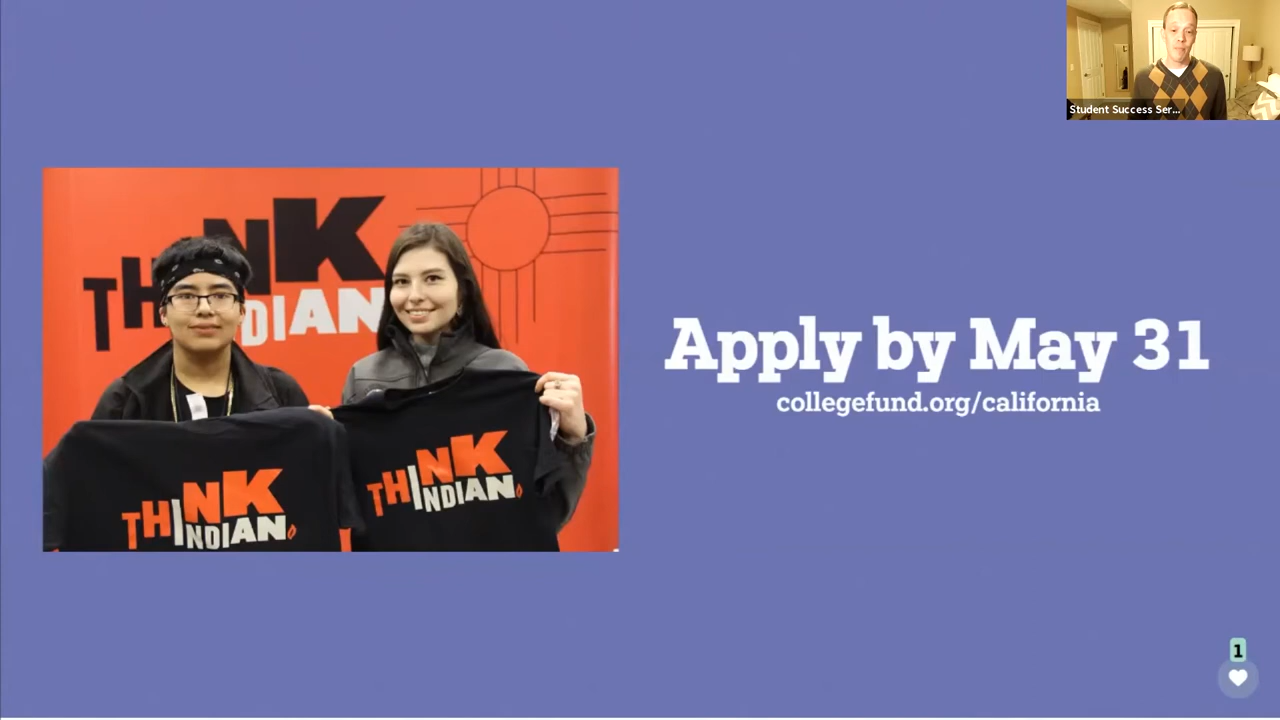 Student Success Ser...
THINK
INDIAN
Apply by May 31
collegefund.org/california
THINK
INDIAN
THINK
INDIAN
1